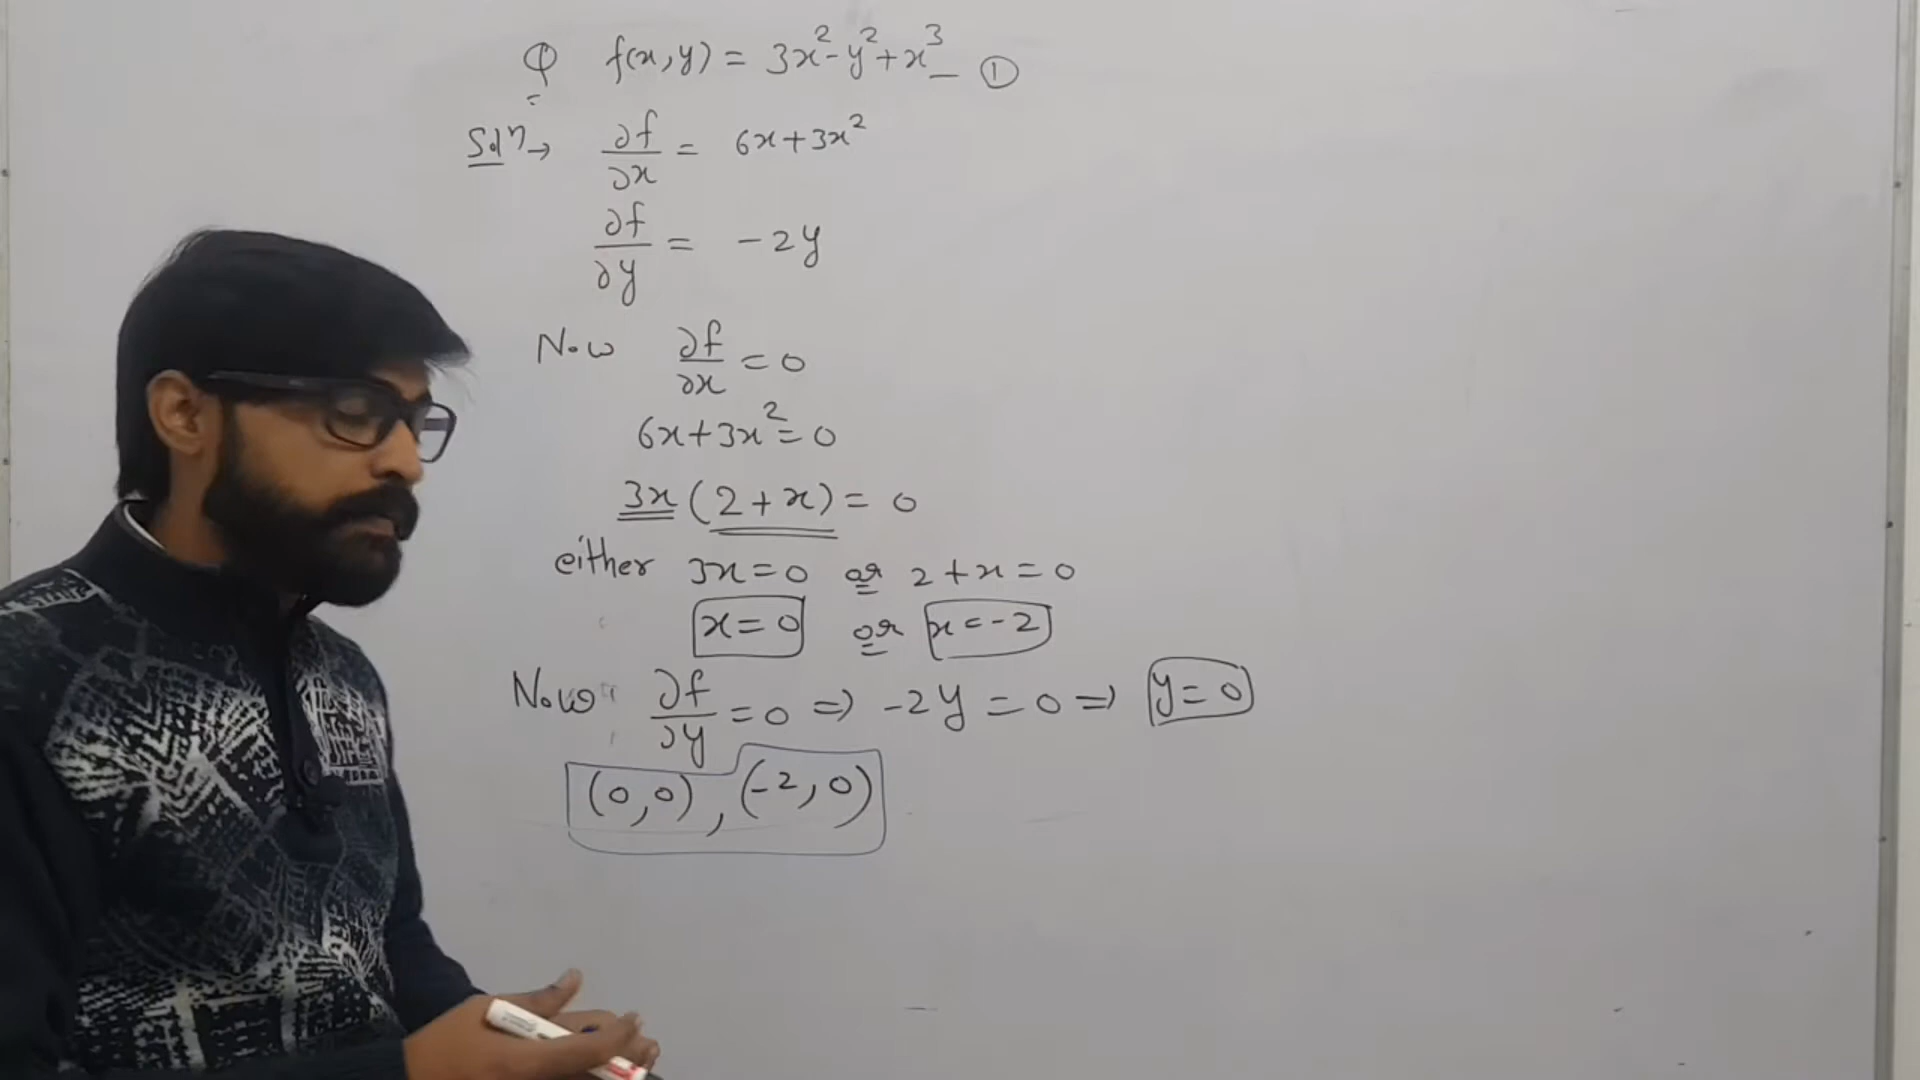 Q f(x,y) = 3x²-y²+x³ — ①
Solⁿ→ ∂f/∂x = 6x+3x²
∂f/∂y = -2y
Now ∂f/∂x = 0
6x+3x²=0
3x(2+x)=0
either 3x=0 or 2+x=0
x=0 or x=-2
Now ∂f/∂y=0 ⇒ -2y=0 ⇒ y=0
(0,0), (-2,0)